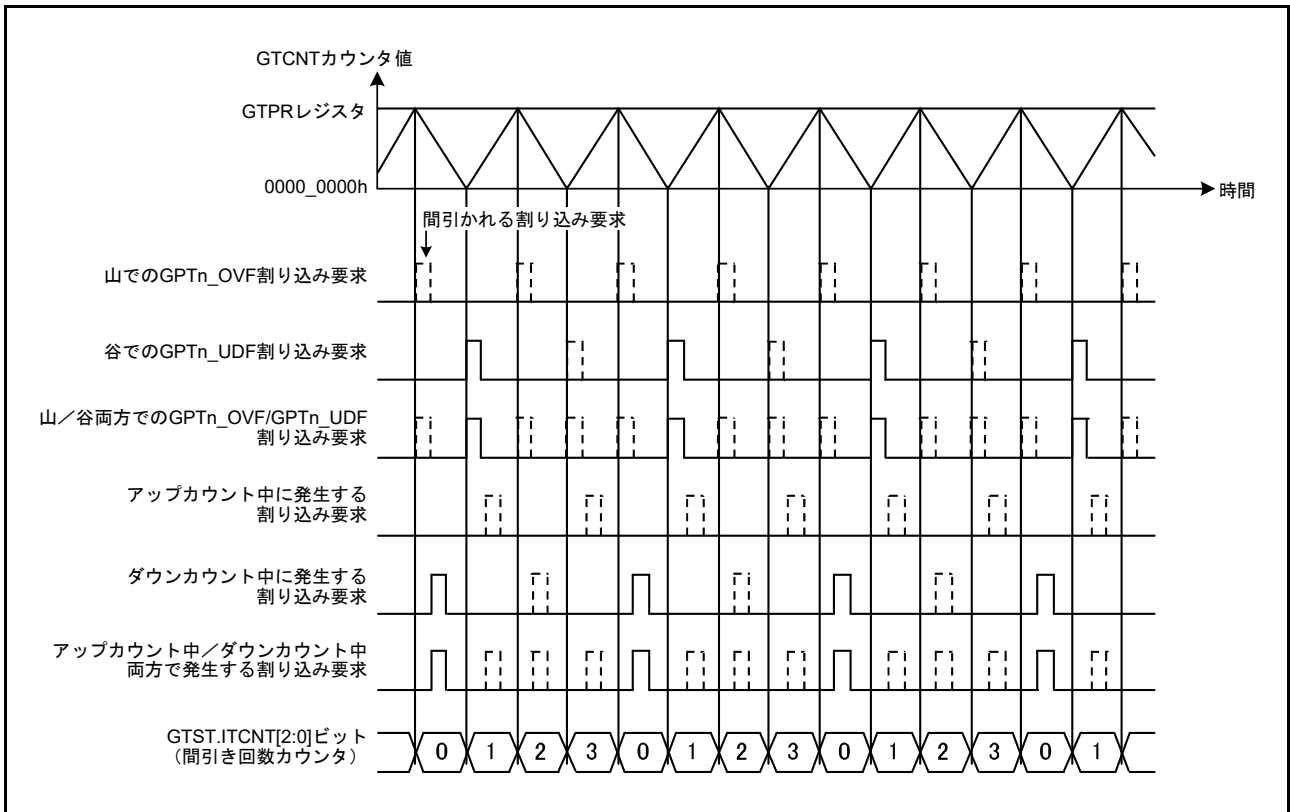 GTCNTカウンタ値
GTPRレジスタ
0000_0000h
時間
間引かれる割り込み要求
山でのGPTn_OVF割り込み要求
谷でのGPTn_UDF割り込み要求
山／谷両方でのGPTn_OVF/GPTn_UDF
割り込み要求
アップカウント中に発生する
割り込み要求
ダウンカウント中に発生する
割り込み要求
アップカウント中／ダウンカウント中
両方で発生する割り込み要求
GTST.ITCNT[2:0]ビット
（間引き回数カウンタ）
0 1 2 3 0 1 2 3 0 1 2 3 0 1